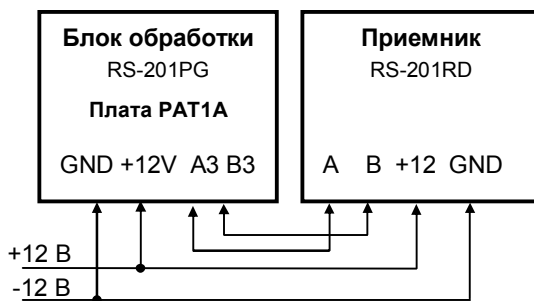 Блок обработки
RS-201PG
Плата PAT1A
GND +12V A3 B3
Приемник
RS-201RD
A B +12 GND
+12 В
-12 В